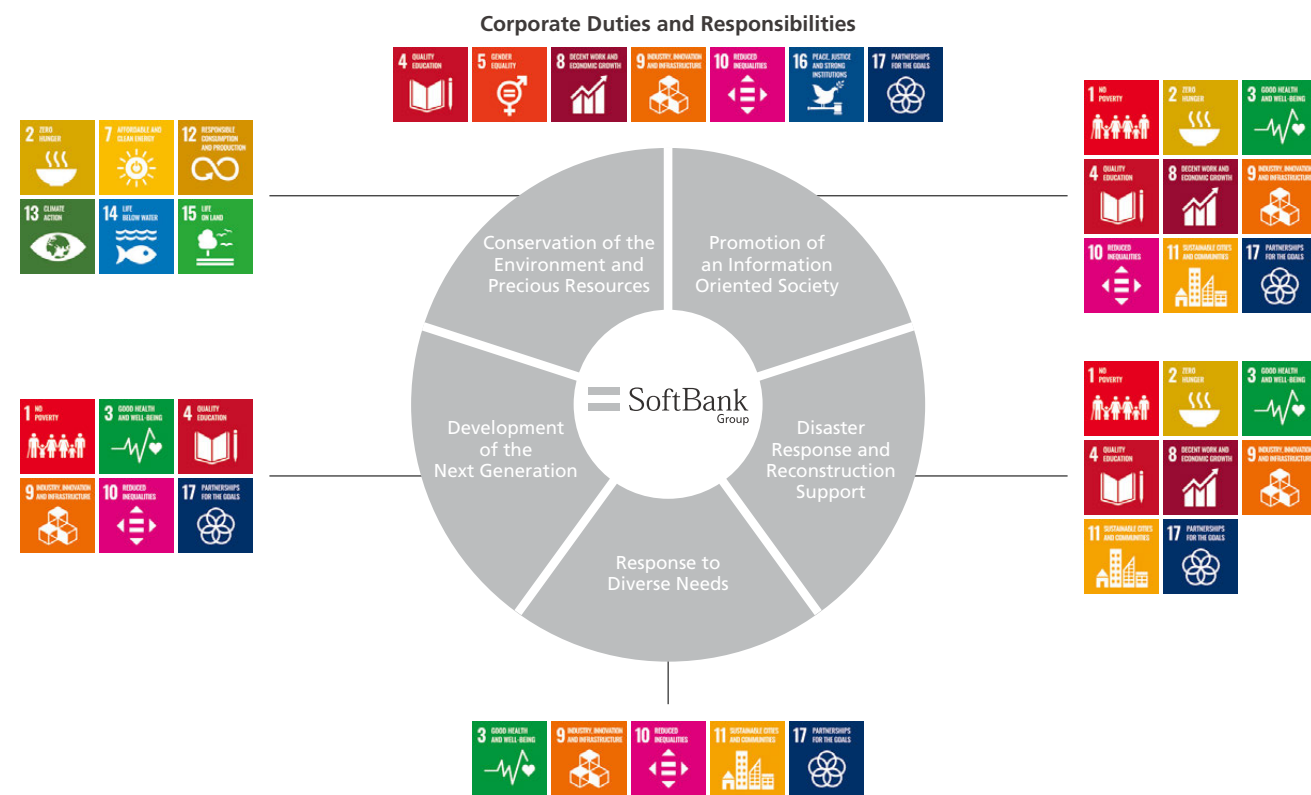 Corporate Duties and Responsibilities
4 QUALITY
EDUCATION
5 GENDER
EQUALITY
8 DECENT WORK AND
ECONOMIC GROWTH
9 INDUSTRY, INNOVATION
AND INFRASTRUCTURE
10 REDUCED
INEQUALITIES
16 PEACE, JUSTICE
AND STRONG
INSTITUTIONS
17 PARTNERSHIPS
FOR THE GOALS
2 ZERO
HUNGER
7 AFFORDABLE AND
CLEAN ENERGY
12 RESPONSIBLE
CONSUMPTION
AND PRODUCTION
13 CLIMATE
ACTION
14 LIFE
BELOW WATER
15 LIFE
ON LAND
1 NO
POVERTY
2 ZERO
HUNGER
3 GOOD HEALTH
AND WELL-BEING
4 QUALITY
EDUCATION
8 DECENT WORK AND
ECONOMIC GROWTH
9 INDUSTRY, INNOVATION
AND INFRASTRUCTURE
10 REDUCED
INEQUALITIES
11 SUSTAINABLE CITIES
AND COMMUNITIES
17 PARTNERSHIPS
FOR THE GOALS
Conservation of the
Environment and
Precious Resources
Promotion of
an Information
Oriented Society
SoftBank
Group
Development
of the
Next Generation
Disaster
Response and
Reconstruction
Support
Response to
Diverse Needs
1 NO
POVERTY
3 GOOD HEALTH
AND WELL-BEING
4 QUALITY
EDUCATION
9 INDUSTRY, INNOVATION
AND INFRASTRUCTURE
10 REDUCED
INEQUALITIES
17 PARTNERSHIPS
FOR THE GOALS
1 NO
POVERTY
2 ZERO
HUNGER
3 GOOD HEALTH
AND WELL-BEING
4 QUALITY
EDUCATION
8 DECENT WORK AND
ECONOMIC GROWTH
9 INDUSTRY, INNOVATION
AND INFRASTRUCTURE
11 SUSTAINABLE CITIES
AND COMMUNITIES
17 PARTNERSHIPS
FOR THE GOALS
3 GOOD HEALTH
AND WELL-BEING
9 INDUSTRY, INNOVATION
AND INFRASTRUCTURE
10 REDUCED
INEQUALITIES
11 SUSTAINABLE CITIES
AND COMMUNITIES
17 PARTNERSHIPS
FOR THE GOALS